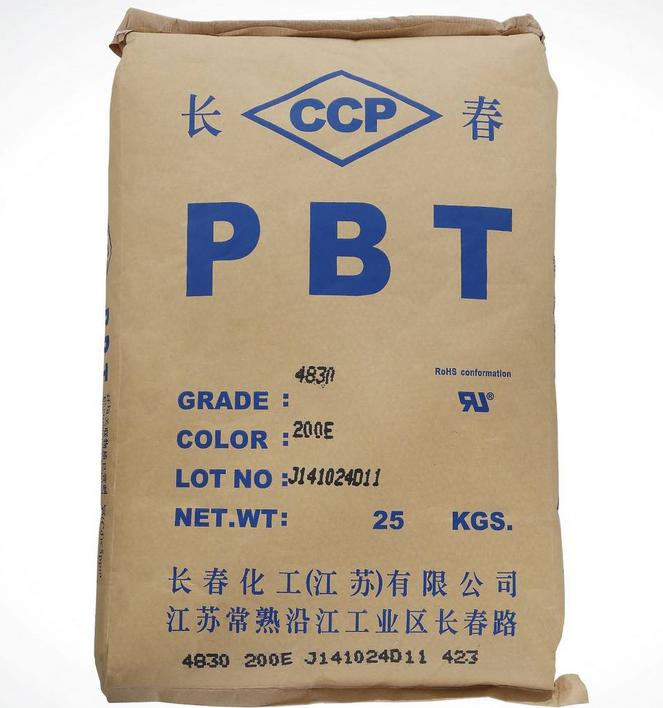 长 CCP 春
PBT
4830
RoHS conformation
GRADE :
COLOR : 200E
LOT NO : J141024D11
NET.WT: 25 KGS.
长春化工(江苏)有限公司
江苏常熟沿江工业区长春路
4830 200E J141024D11 423